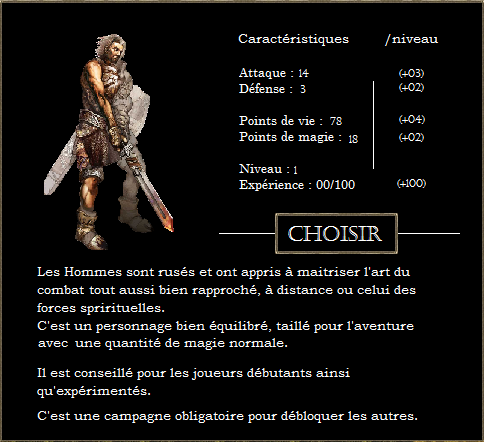 Caractéristiques /niveau
Attaque : 14 (+03)
Défense : 3 (+02)
Points de vie : 78 (+04)
Points de magie : 18 (+02)
Niveau : 1
Expérience : 00/100 (+100)
CHOISIR
Les Hommes sont rusés et ont appris à maitriser l'art du
combat tout aussi bien rapproché, à distance ou celui des
forces sprirituelles.
C'est un personnage bien équilibré, taillé pour l'aventure
avec une quantité de magie normale.
Il est conseillé pour les joueurs débutants ainsi
qu'expérimentés.
C'est une campagne obligatoire pour débloquer les autres.